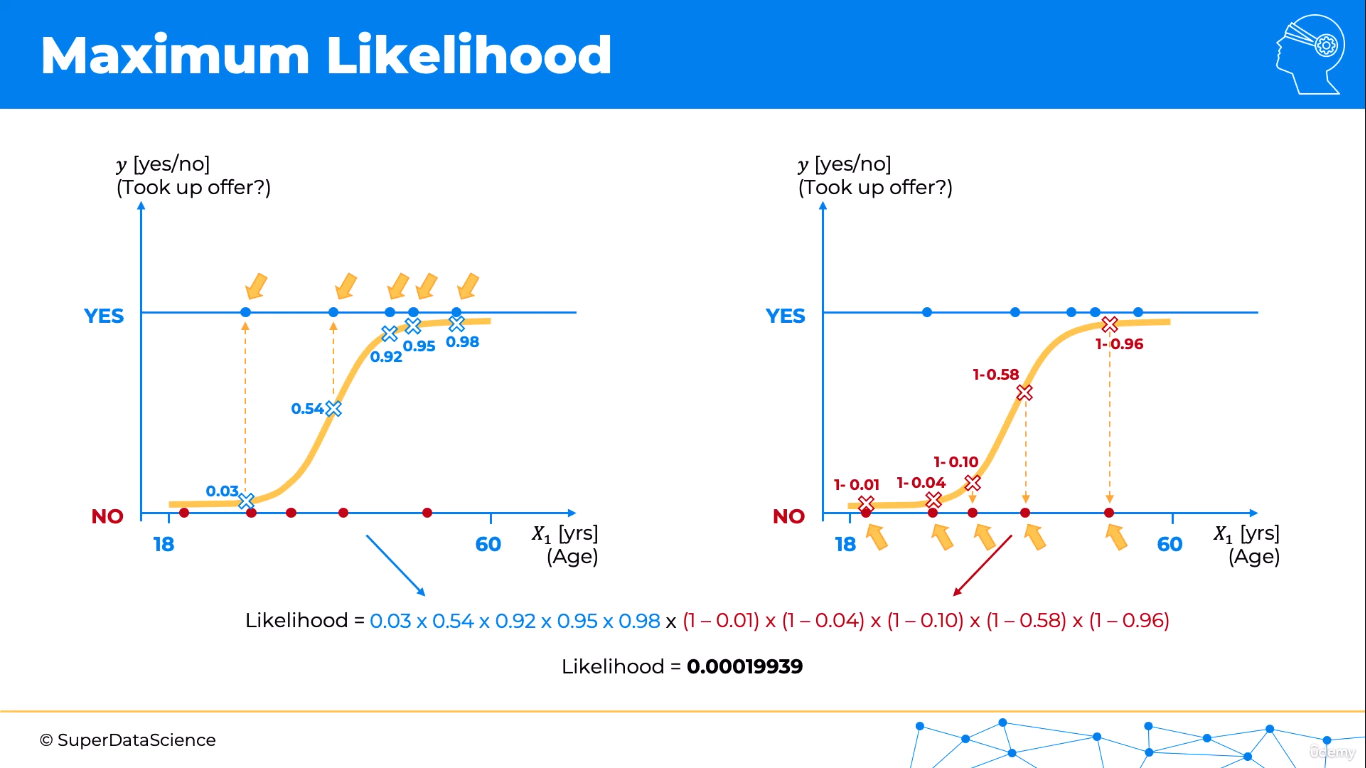 Maximum Likelihood
y [yes/no]
(Took up offer?)
YES
0.92
0.95
0.98
0.54
0.03
NO
18
60
X₁ [yrs]
(Age)
y [yes/no]
(Took up offer?)
YES
1-0.96
1-0.58
1-0.10
1-0.04
1-0.01
NO
18
60
X₁ [yrs]
(Age)
Likelihood = 0.03 x 0.54 x 0.92 x 0.95 x 0.98 x (1 – 0.01) x (1 – 0.04) x (1 – 0.10) x (1 – 0.58) x (1 – 0.96)
Likelihood = 0.00019939
© SuperDataScience
ûdemy